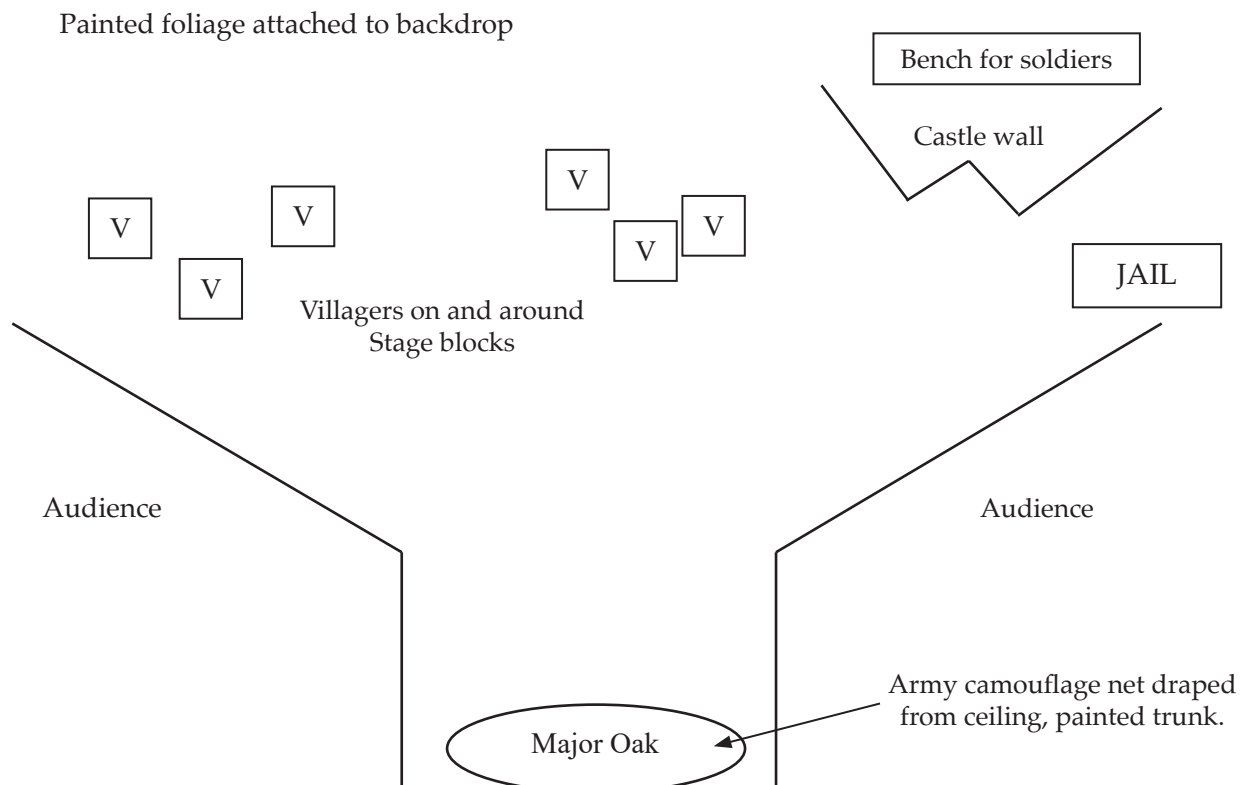 Painted foliage attached to backdrop
Bench for soldiers
Castle wall
V
V
V
V
V
V
JAIL
Villagers on and around
Stage blocks
Audience
Audience
Army camouflage net draped
from ceiling, painted trunk.
Major Oak